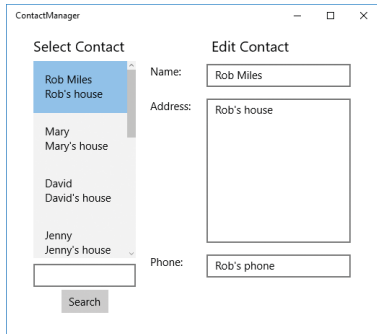 ContactManager
Select Contact
Rob Miles
Rob's house
Mary
Mary's house
David
David's house
Jenny
Jenny's house
Search
Edit Contact
Name:
Rob Miles
Address:
Rob's house
Phone:
Rob's phone